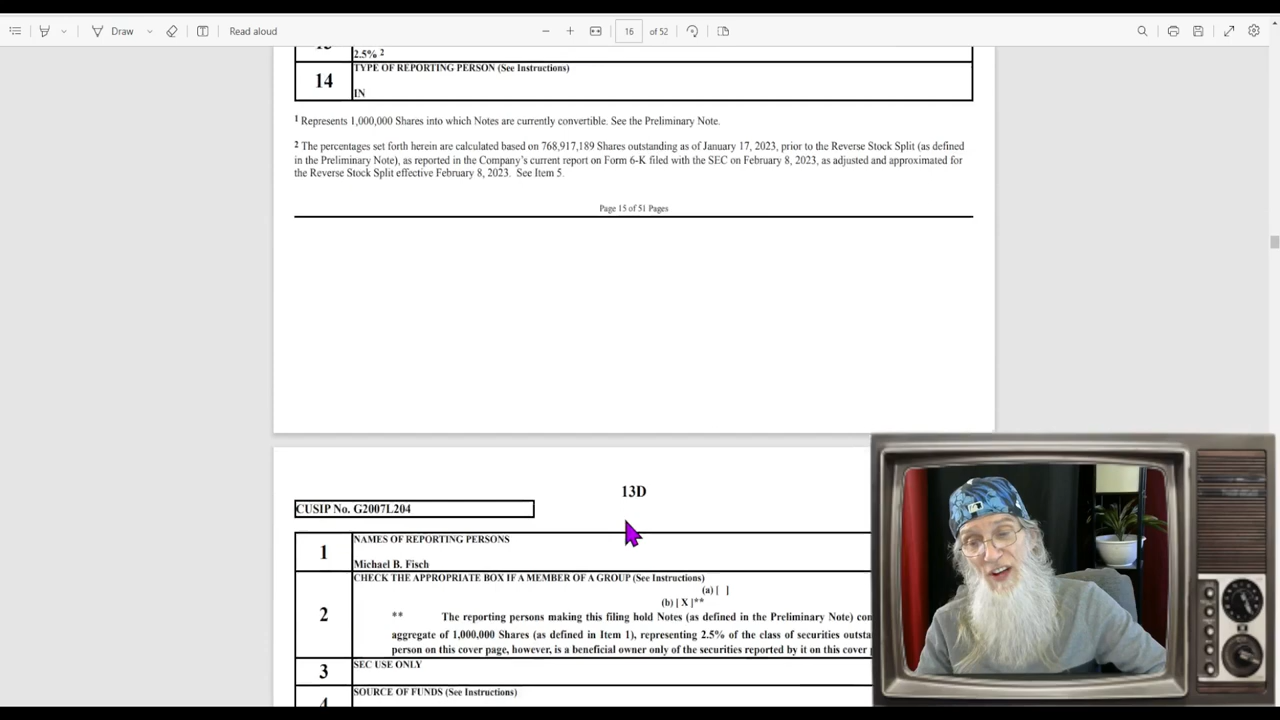 Draw
Read aloud
16 of 52
2.5% 2
14 TYPE OF REPORTING PERSON (See Instructions)
IN
1 Represents 1,000,000 Shares into which Notes are currently convertible. See the Preliminary Note.
2 The percentages set forth herein are calculated based on 768,917,189 Shares outstanding as of January 17, 2023, prior to the Reverse Stock Split (as defined
in the Preliminary Note), as reported in the Company's current report on Form 6-K filed with the SEC on February 8, 2023, as adjusted and approximated for
the Reverse Stock Split effective February 8, 2023. See Item 5.
Page 15 of 51 Pages
13D
CUSIP No. G2007L204
1 NAMES OF REPORTING PERSONS
Michael B. Fisch
2 CHECK THE APPROPRIATE BOX IF A MEMBER OF A GROUP (See Instructions)
(a) [ ]
(b) [ X ]**
** The reporting persons making this filing hold Notes (as defined in the Preliminary Note) con
aggregate of 1,000,000 Shares (as defined in Item 1), representing 2.5% of the class of securities outsta
person on this cover page, however, is a beneficial owner only of the securities reported by it on this cover
3 SEC USE ONLY
SOURCE OF FUNDS (See Instructions)